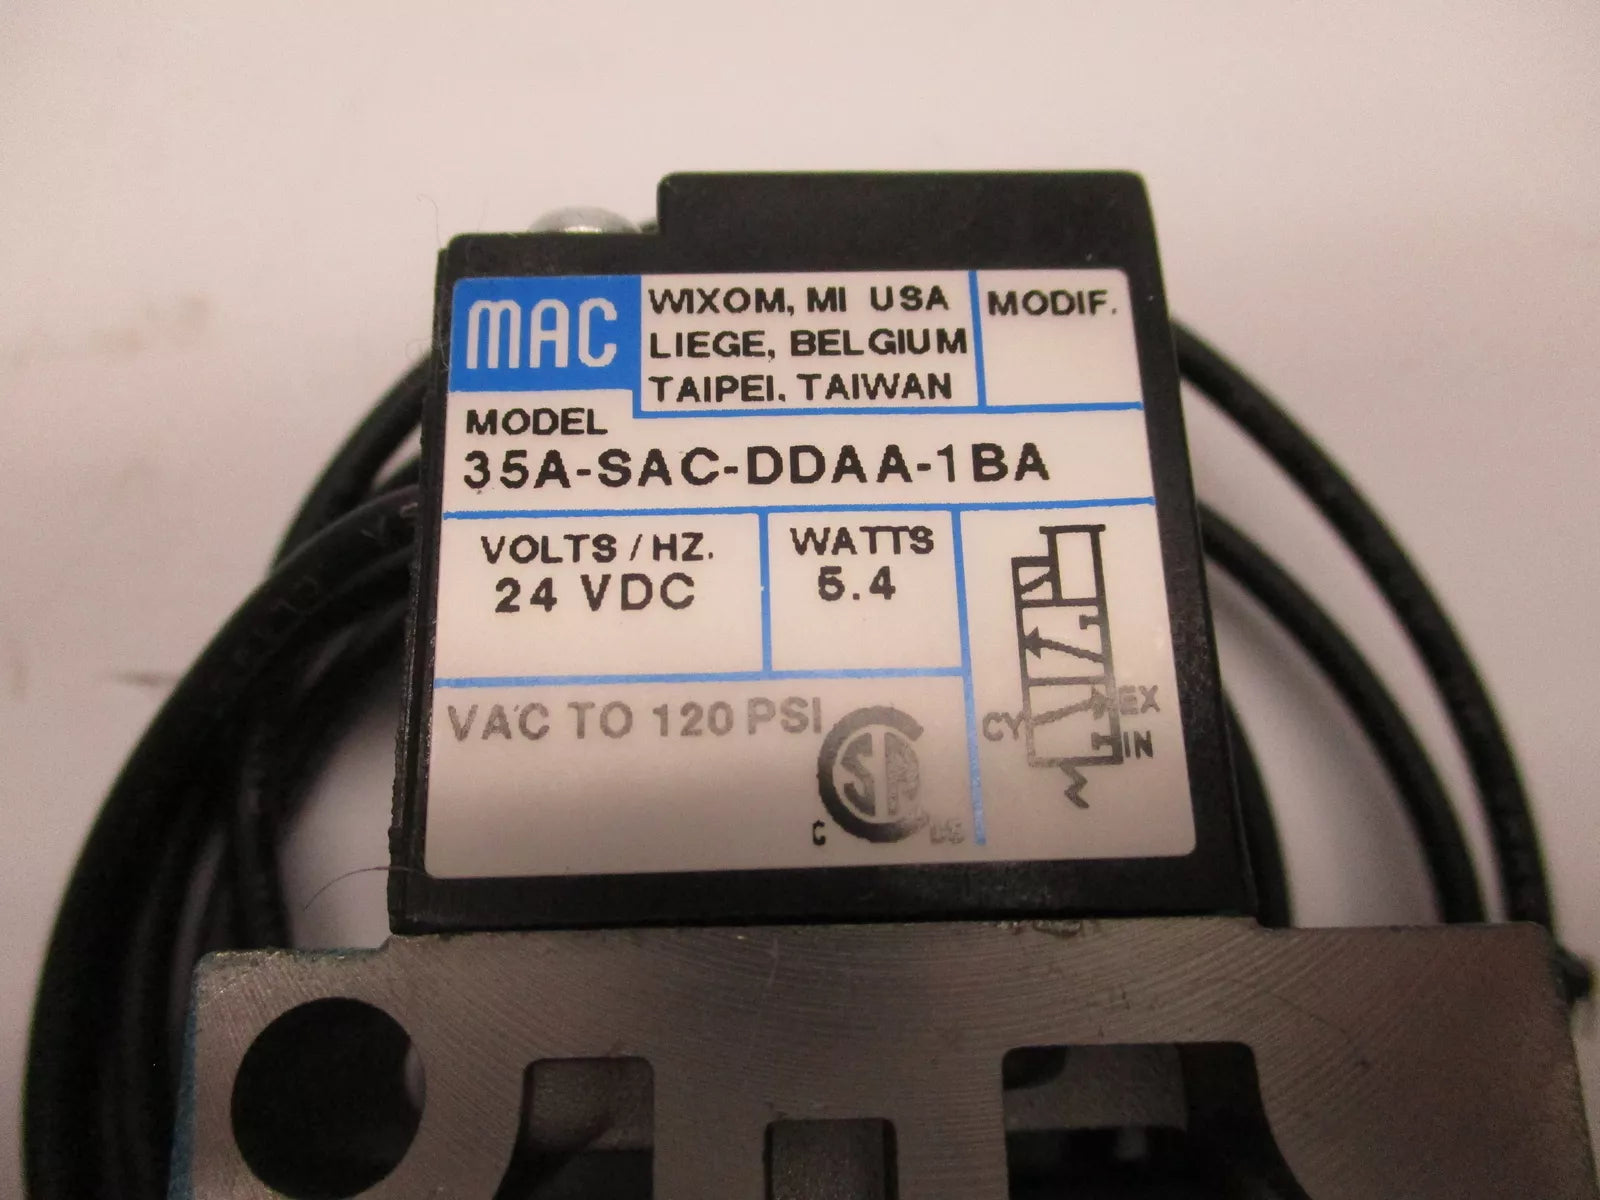 MAC
WIXOM, MI USA
LIEGE, BELGIUM
TAIPEI, TAIWAN
MODIF.
MODEL
35A-SAC-DDAA-1BA
VOLTS / HZ.
24 VDC
WATTS
5.4
VAC TO 120 PSI
C
US
CY
EX
IN